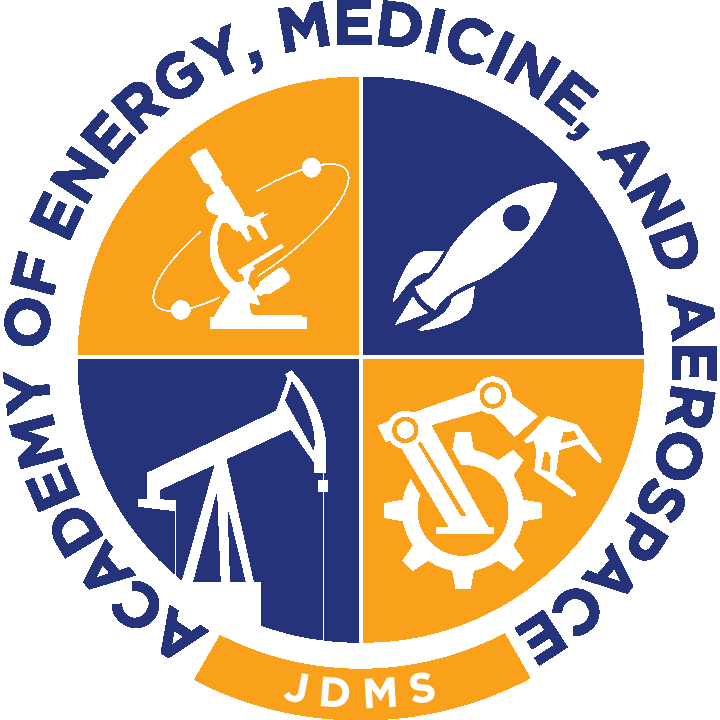 ACADEMY OF ENERGY, MEDICINE, AND AEROSPACE
JDMS